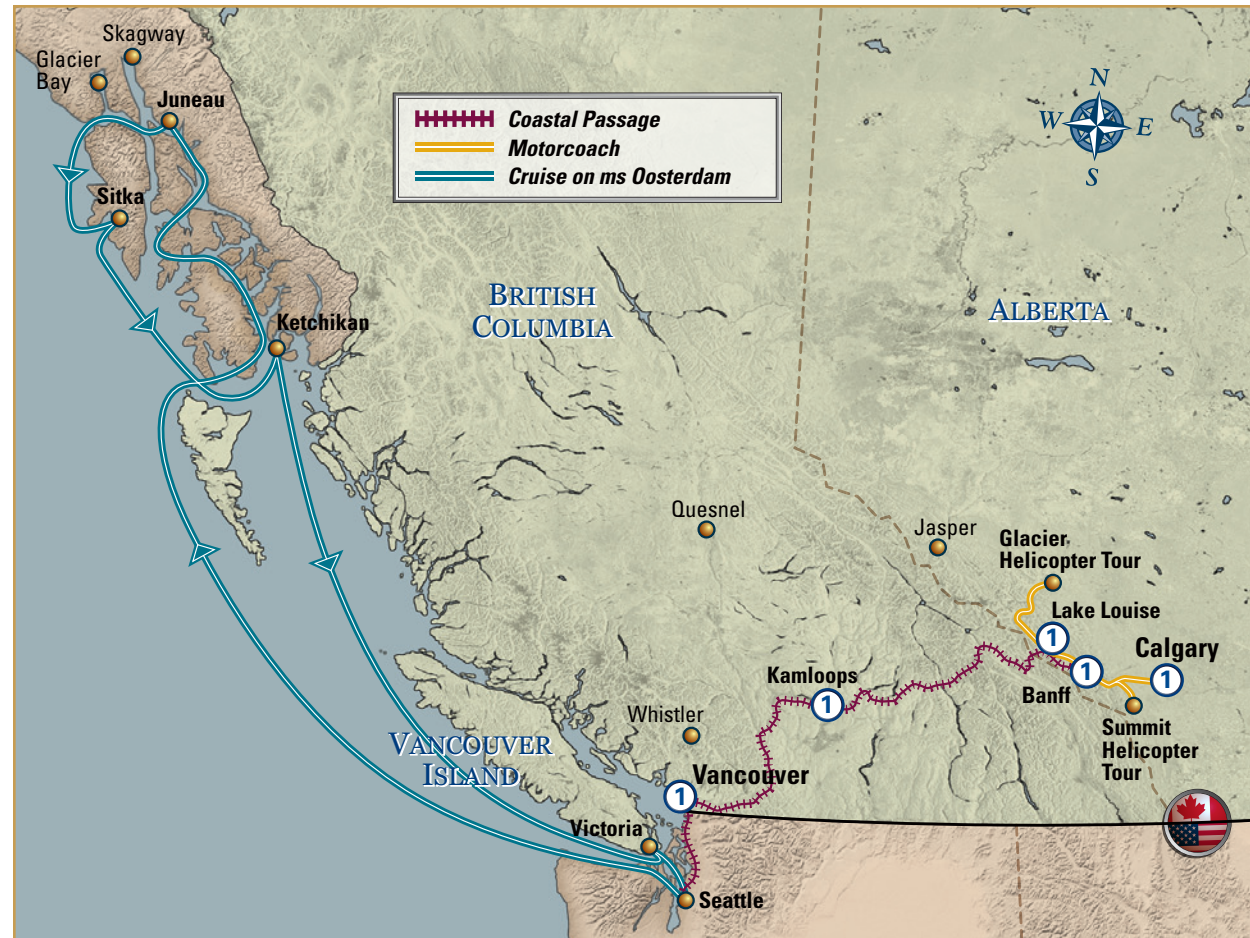 Skagway
Glacier
Bay
Juneau
Sitka
Ketchikan
Coastal Passage
Motorcoach
Cruise on ms Oosterdam
N
W
E
S
BRITISH
COLUMBIA
ALBERTA
Quesnel
Jasper
Glacier
Helicopter Tour
Lake Louise
1
Calgary
1
1
Banff
Kamloops
1
Summit
Helicopter
Tour
Whistler
VANCOUVER
ISLAND
Vancouver
1
Victoria
Seattle